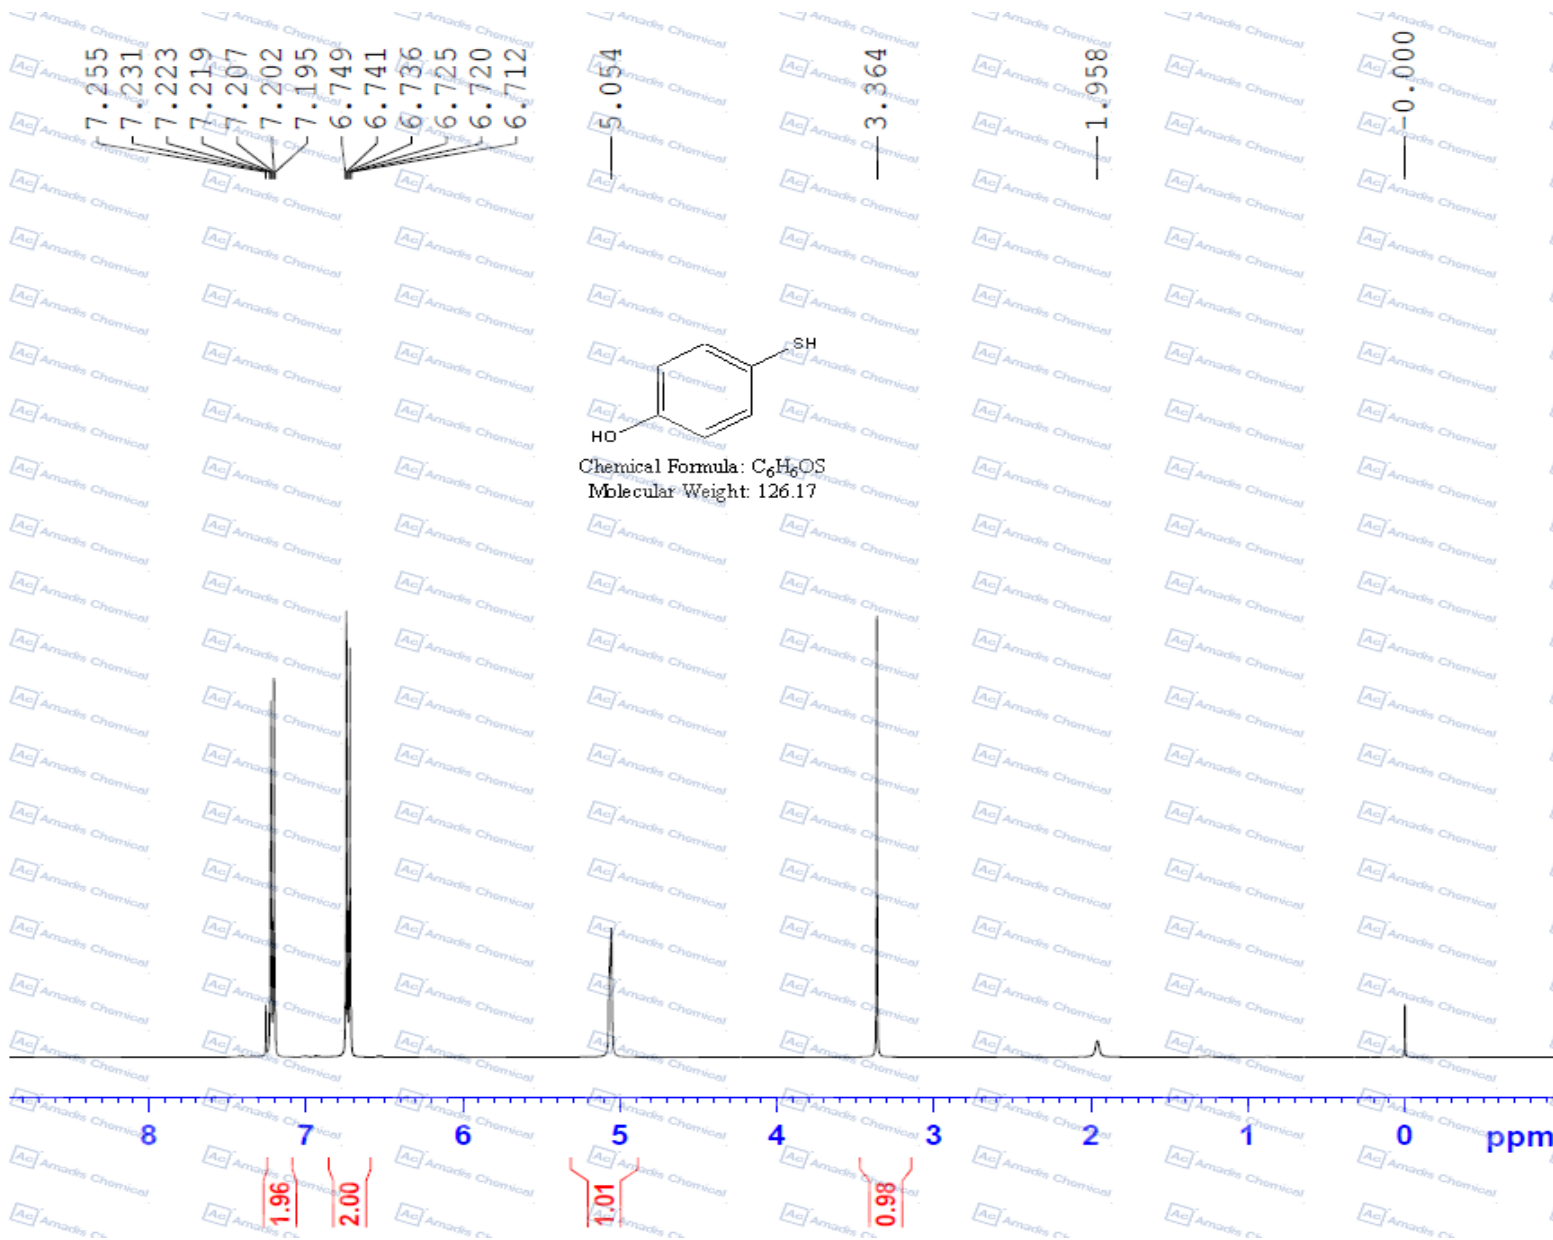 7.255
7.231
7.223
7.219
7.207
7.202
7.195
6.749
6.741
6.736
6.725
6.720
6.712
5.054
3.364
1.958
-0.000
SH
HO
Chemical Formula: C₆H₆OS
Molecular Weight: 126.17
8 7 6 5 4 3 2 1 0 ppm
1.96 2.00 1.01 0.98
Ac Amadis Chemical